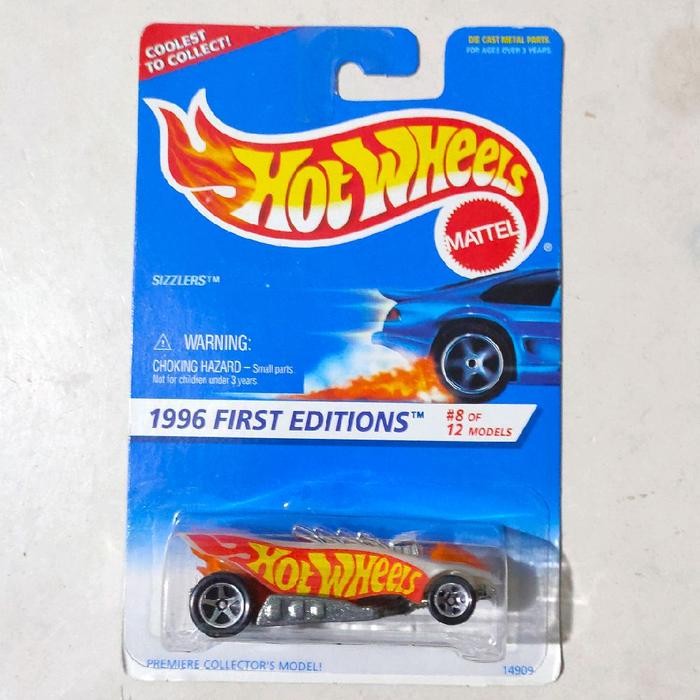 COOLEST
TO COLLECT!
DIE CAST METAL PARTS.
FOR AGES OVER 3 YEARS.
HOT WHEELS
MATTEL
®
SIZZLERS™
⚠ WARNING:
CHOKING HAZARD – Small parts
Not for children under 3 years.
1996 FIRST EDITIONS™
#8 OF
12 MODELS
HOT WHEELS
PREMIERE COLLECTOR'S MODEL!
14909